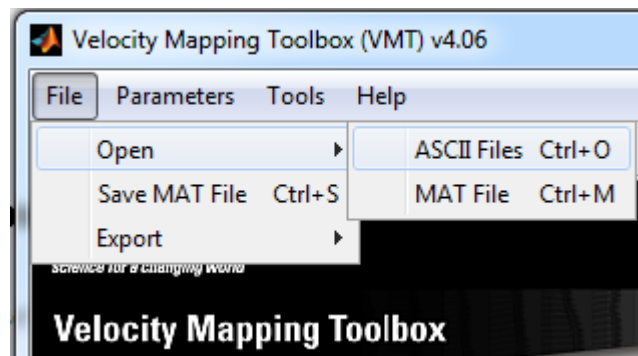 Velocity Mapping Toolbox (VMT) v4.06
File Parameters Tools Help
Open ASCII Files Ctrl+O
Save MAT File Ctrl+S MAT File Ctrl+M
Export
science for a changing world
Velocity Mapping Toolbox